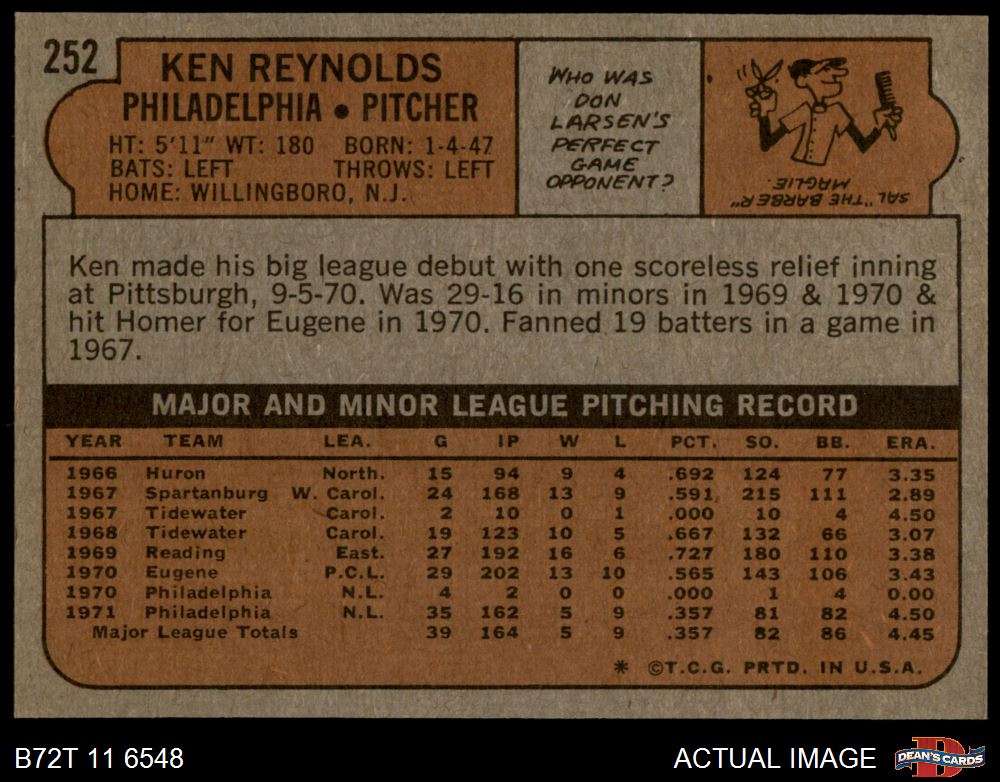 252
KEN REYNOLDS
PHILADELPHIA • PITCHER
HT: 5'11" WT: 180 BORN: 1-4-47
BATS: LEFT THROWS: LEFT
HOME: WILLINGBORO, N.J.
WHO WAS
DON
LARSEN'S
PERFECT
GAME
OPPONENT?
SAL "THE BARBER"
MAGLIE.
Ken made his big league debut with one scoreless relief inning
at Pittsburgh, 9-5-70. Was 29-16 in minors in 1969 & 1970 &
hit Homer for Eugene in 1970. Fanned 19 batters in a game in
1967.
MAJOR AND MINOR LEAGUE PITCHING RECORD
YEAR TEAM LEA. G IP W L PCT. SO. BB. ERA.
1966 Huron North. 15 94 9 4 .692 124 77 3.35
1967 Spartanburg W. Carol. 24 168 13 9 .591 215 111 2.89
1967 Tidewater Carol. 2 10 0 1 .000 10 4 4.50
1968 Tidewater Carol. 19 123 10 5 .667 132 66 3.07
1969 Reading East. 27 192 16 6 .727 180 110 3.38
1970 Eugene P.C.L. 29 202 13 10 .565 143 106 3.43
1970 Philadelphia N.L. 4 2 0 0 .000 1 4 0.00
1971 Philadelphia N.L. 35 162 5 9 .357 81 82 4.50
Major League Totals 39 164 5 9 .357 82 86 4.45
* ©T.C.G. PRTD. IN U.S.A.
B72T 11 6548
ACTUAL IMAGE
D
DEAN'S CARDS